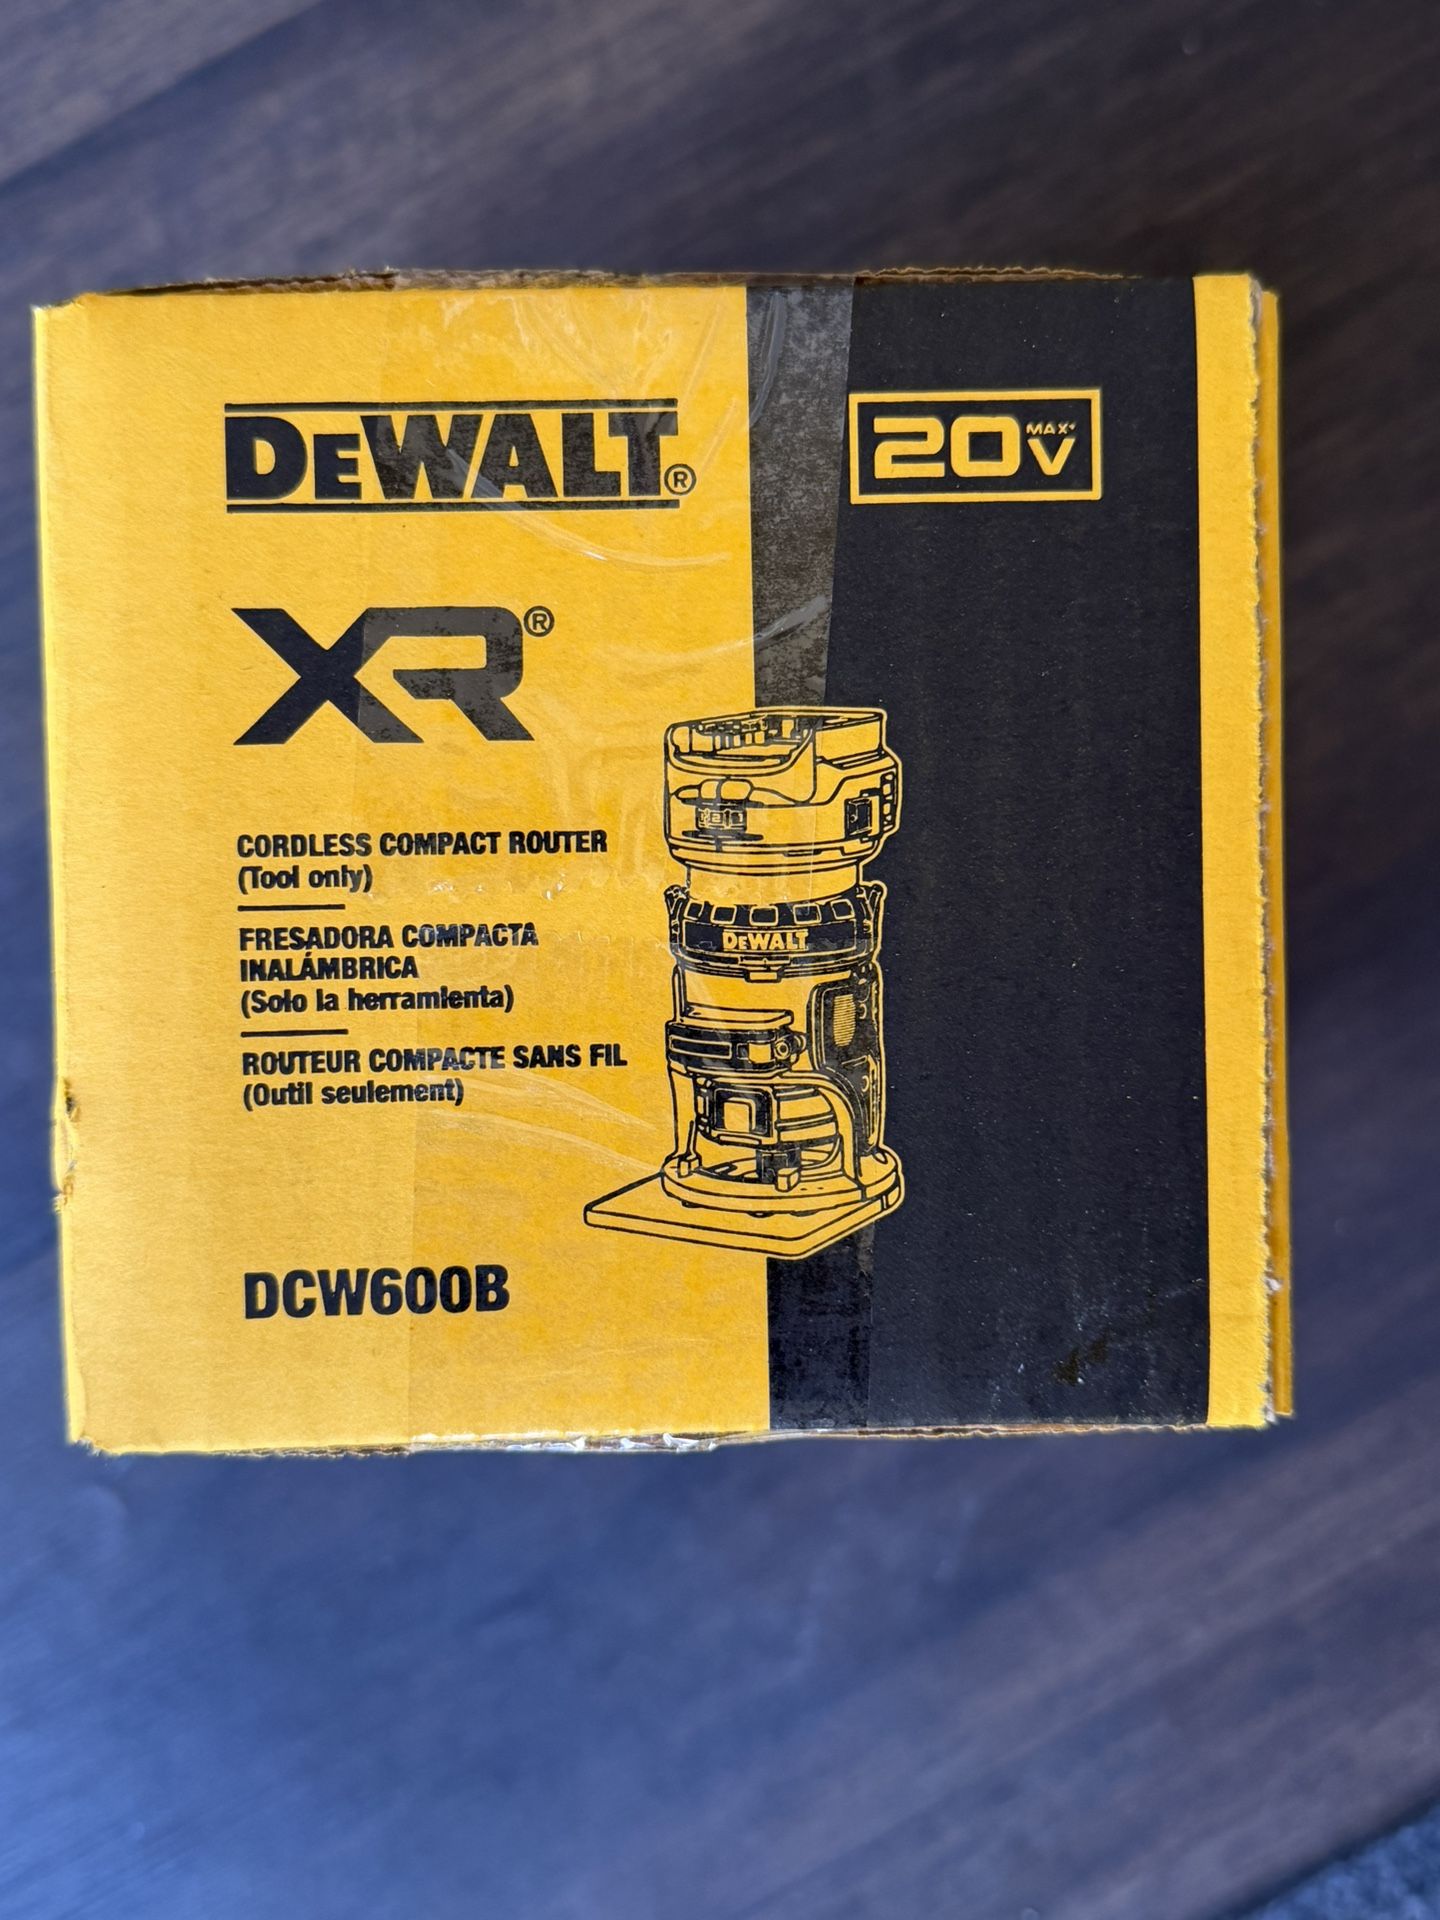 DEWALT®
20V MAX*
XR®
CORDLESS COMPACT ROUTER
(Tool only)
FRESADORA COMPACTA
INALÁMBRICA
(Solo la herramienta)
ROUTEUR COMPACTE SANS FIL
(Outil seulement)
DEWALT
DCW600B